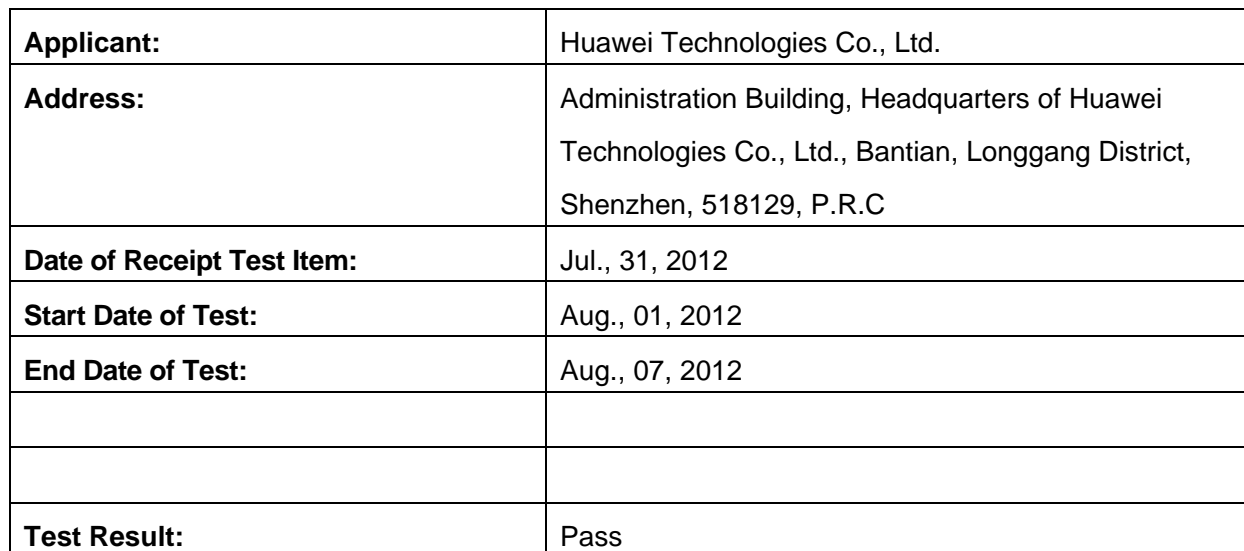 Applicant: Huawei Technologies Co., Ltd.
Address: Administration Building, Headquarters of Huawei
Technologies Co., Ltd., Bantian, Longgang District,
Shenzhen, 518129, P.R.C
Date of Receipt Test Item: Jul., 31, 2012
Start Date of Test: Aug., 01, 2012
End Date of Test: Aug., 07, 2012
Test Result: Pass